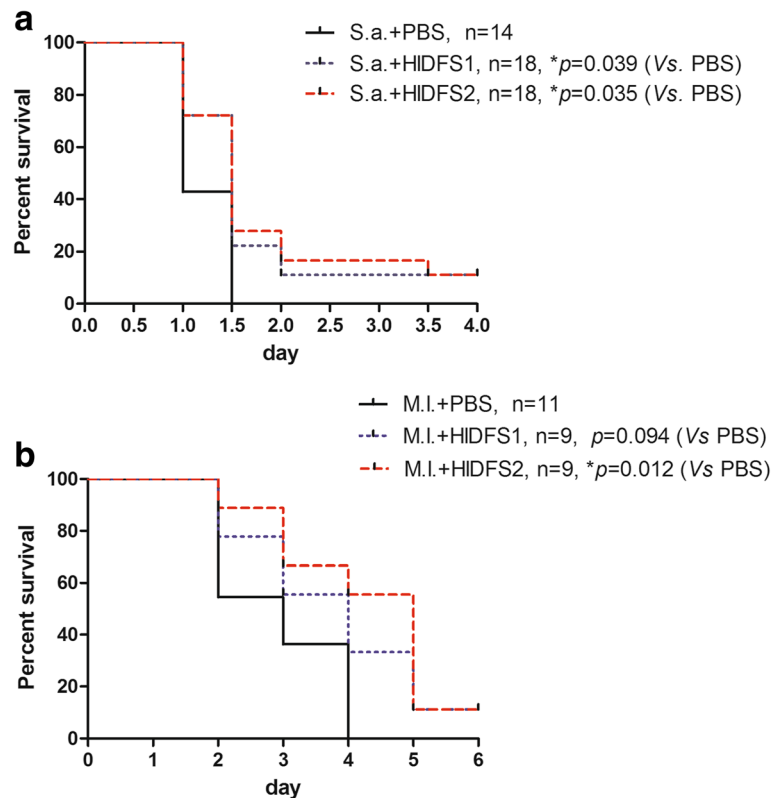 a
S.a.+PBS, n=14
S.a.+HIDFS1, n=18, *p=0.039 (Vs. PBS)
S.a.+HIDFS2, n=18, *p=0.035 (Vs. PBS)
Percent survival
100
80
60
40
20
0
0.0 0.5 1.0 1.5 2.0 2.5 3.0 3.5 4.0
day
b
M.l.+PBS, n=11
M.l.+HIDFS1, n=9, p=0.094 (Vs PBS)
M.l.+HIDFS2, n=9, *p=0.012 (Vs PBS)
Percent survival
100
80
60
40
20
0
0 1 2 3 4 5 6
day